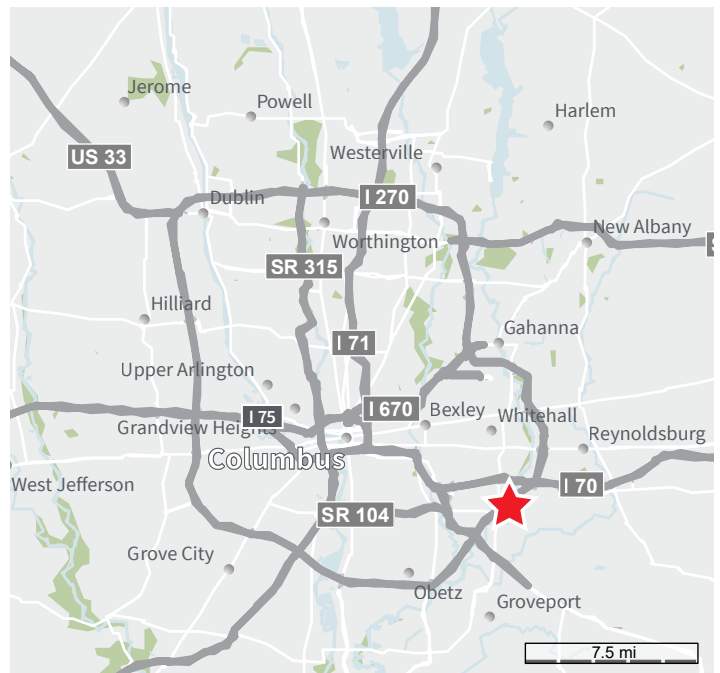 Jerome
Powell
Harlem
US 33
Westerville
Dublin
I 270
New Albany
Worthington
SR 315
Hilliard
I 71
Gahanna
Upper Arlington
I 670
I 75
Bexley
Whitehall
Grandview Heights
Reynoldsburg
Columbus
West Jefferson
I 70
SR 104
Grove City
Obetz
Groveport
7.5 mi